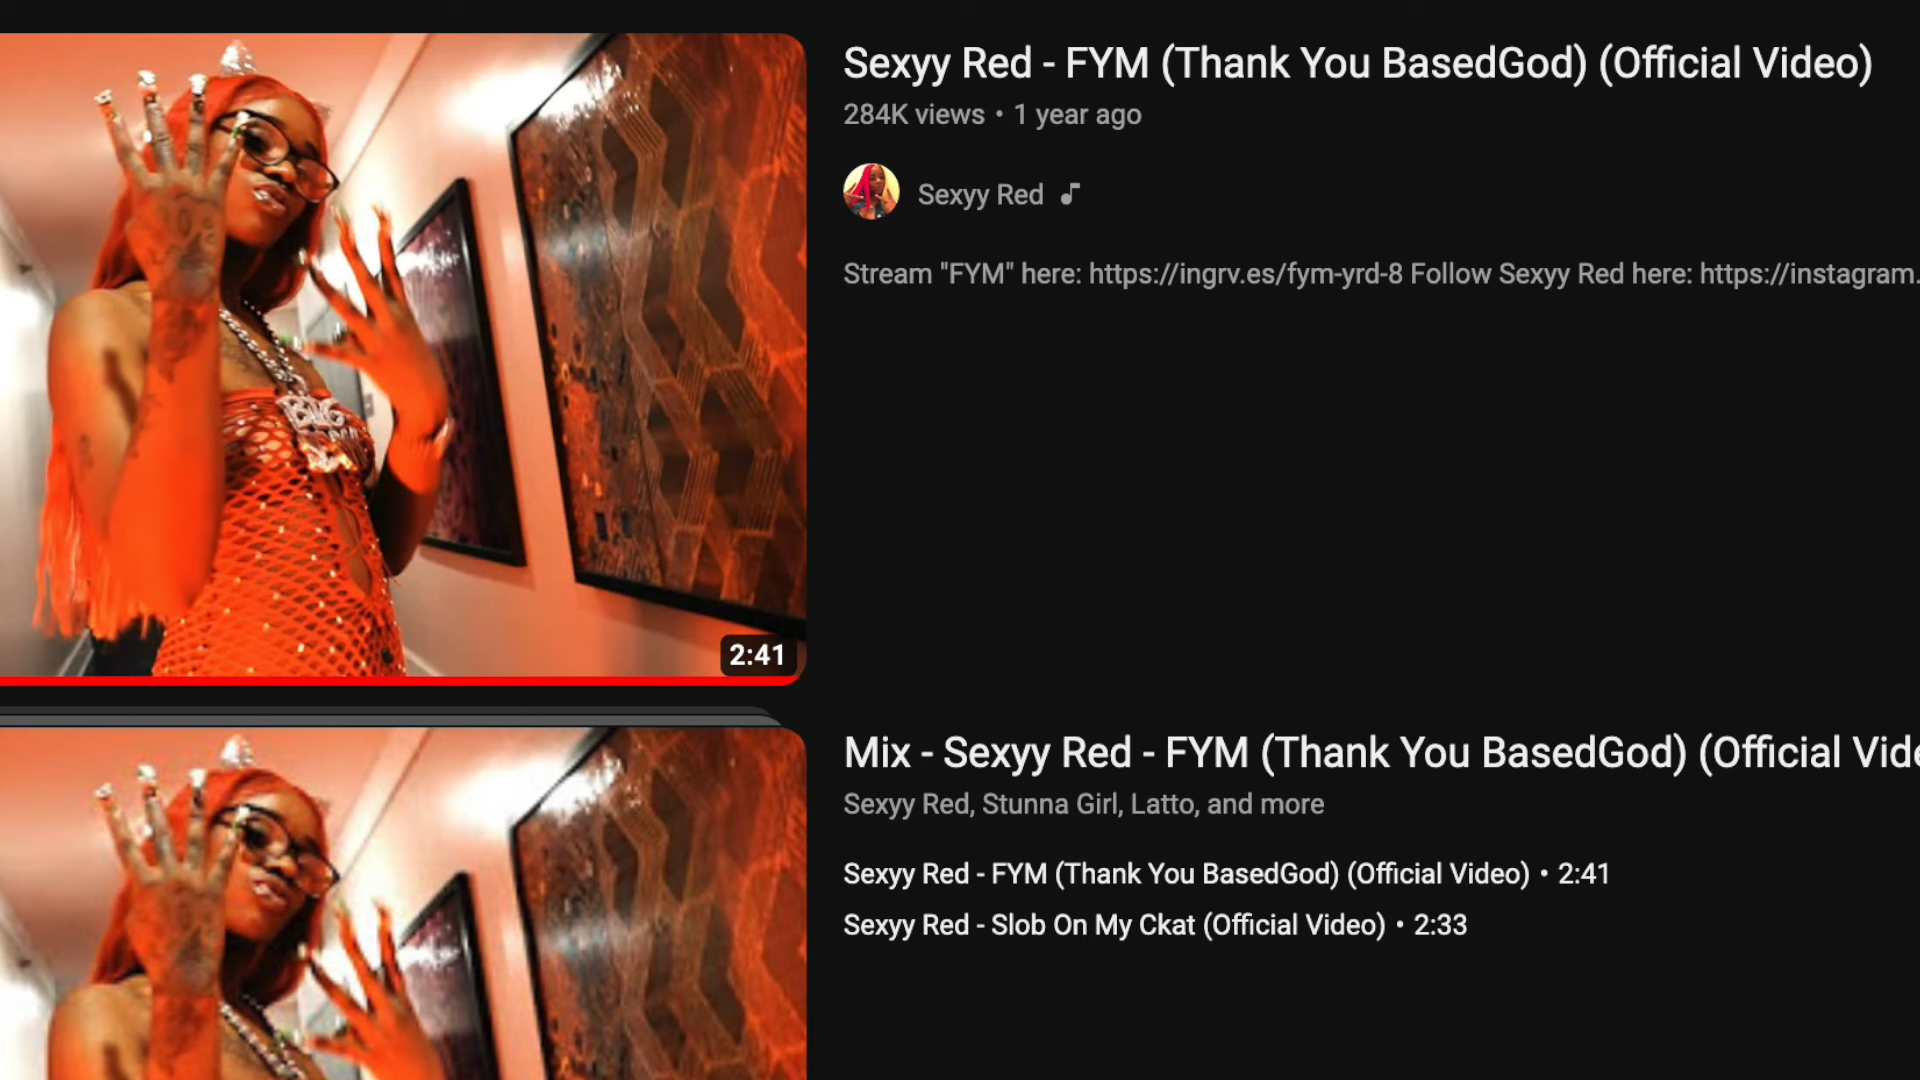 Sexyy Red - FYM (Thank You BasedGod) (Official Video)
284K views • 1 year ago
Sexyy Red
Stream "FYM" here: https://ingrv.es/fym-yrd-8 Follow Sexyy Red here: https://instagram.
2:41
Mix - Sexyy Red - FYM (Thank You BasedGod) (Official Vide
Sexyy Red, Stunna Girl, Latto, and more
Sexyy Red - FYM (Thank You BasedGod) (Official Video) • 2:41
Sexyy Red - Slob On My Ckat (Official Video) • 2:33